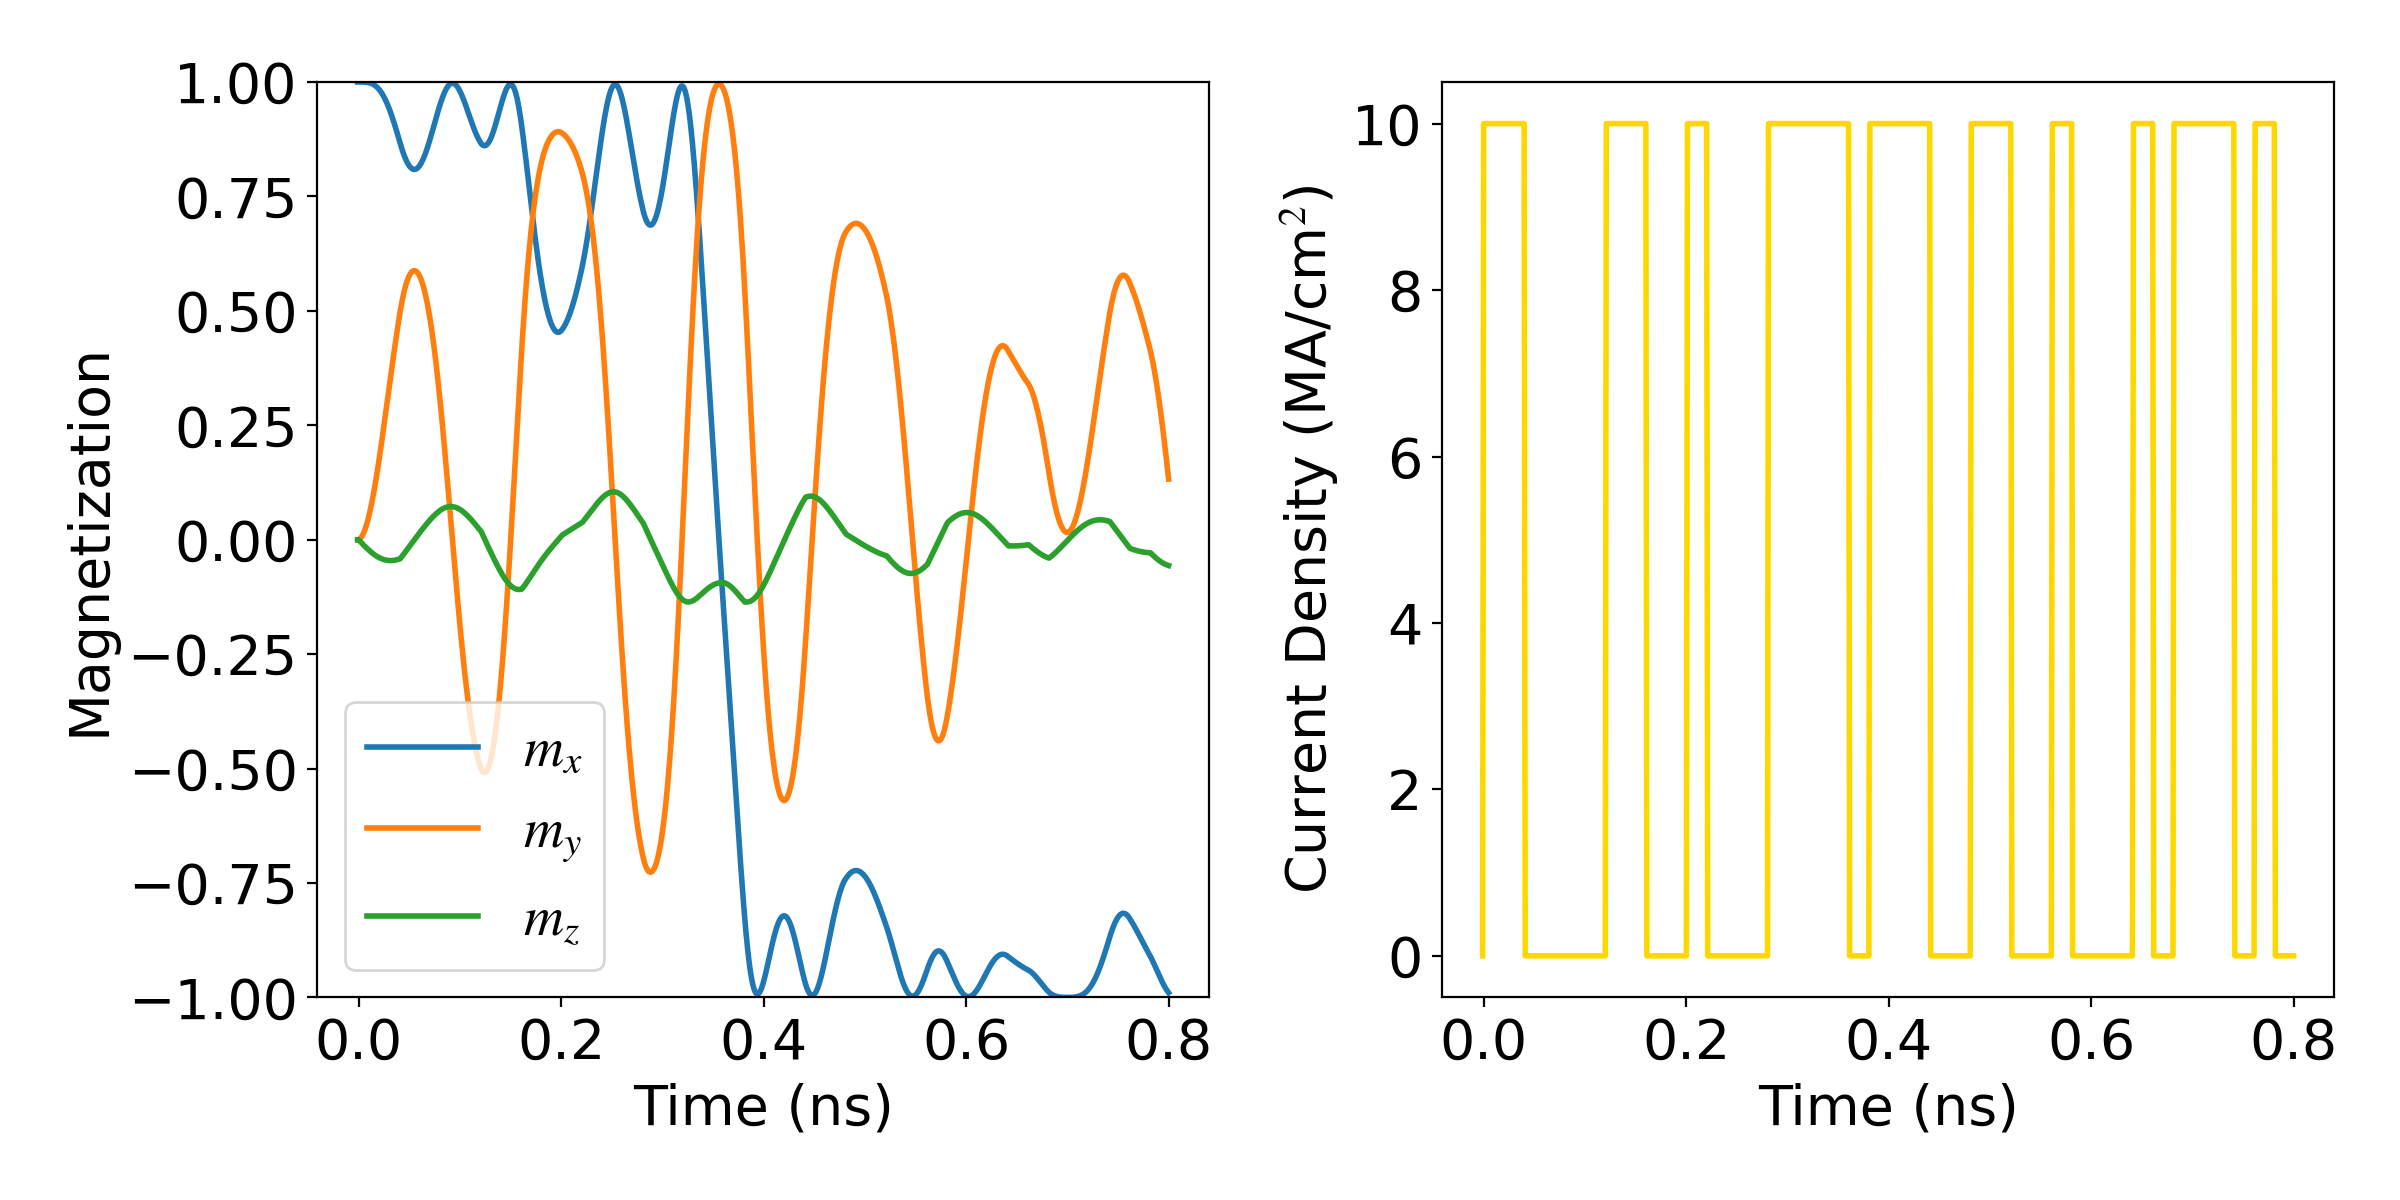 1.00
0.75
0.50
0.25
0.00
−0.25
−0.50
−0.75
−1.00
Magnetization
m_x
m_y
m_z
0.0 0.2 0.4 0.6 0.8
Time (ns)
10
8
6
4
2
0
Current Density (MA/cm²)
0.0 0.2 0.4 0.6 0.8
Time (ns)